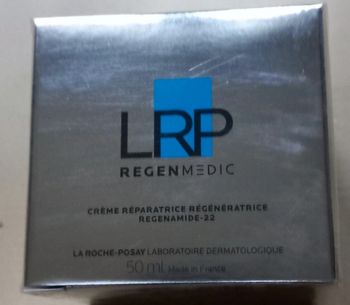 LRP
REGENMEDIC
CRÈME RÉPARATRICE RÉGÉNÉRATRICE
REGENAMIDE-22
LA ROCHE-POSAY LABORATOIRE DERMATOLOGIQUE
50 ml Made in France